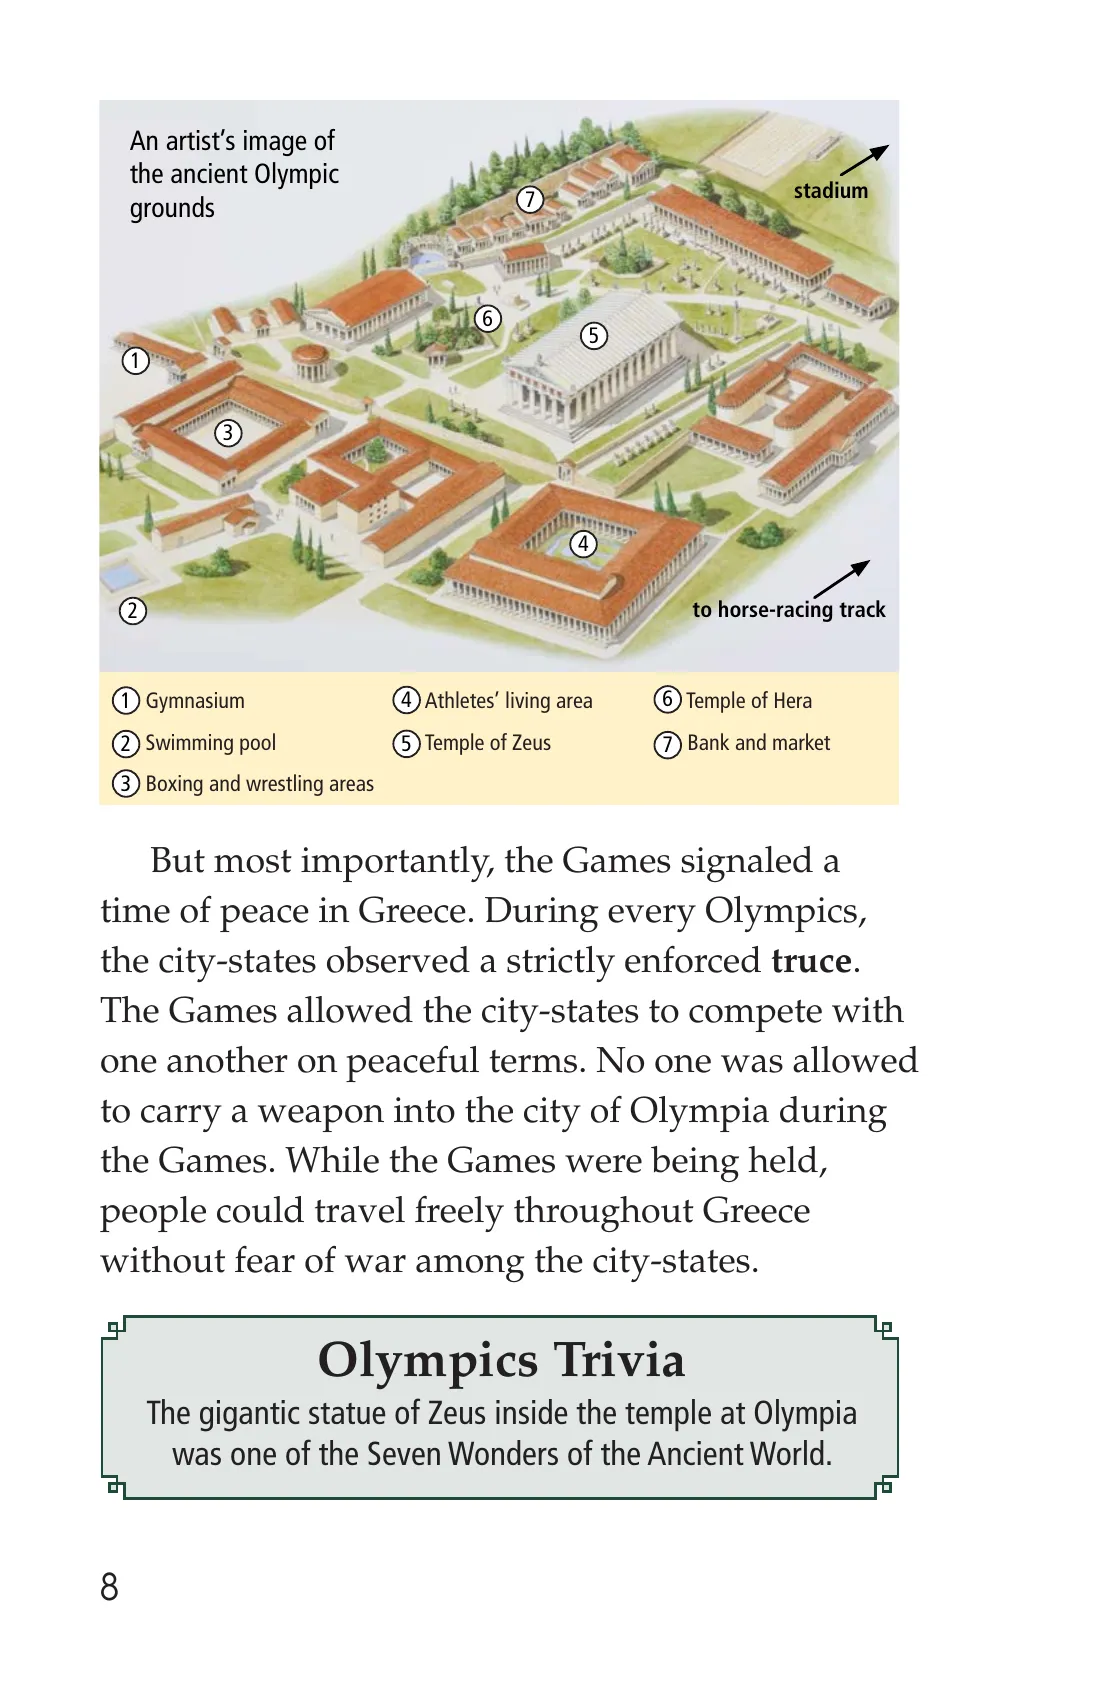 An artist’s image of
the ancient Olympic
grounds
stadium
7
6
5
1
3
4
2
to horse-racing track
1 Gymnasium
2 Swimming pool
3 Boxing and wrestling areas
4 Athletes’ living area
5 Temple of Zeus
6 Temple of Hera
7 Bank and market
But most importantly, the Games signaled a
time of peace in Greece. During every Olympics,
the city-states observed a strictly enforced truce.
The Games allowed the city-states to compete with
one another on peaceful terms. No one was allowed
to carry a weapon into the city of Olympia during
the Games. While the Games were being held,
people could travel freely throughout Greece
without fear of war among the city-states.
Olympics Trivia
The gigantic statue of Zeus inside the temple at Olympia
was one of the Seven Wonders of the Ancient World.
8